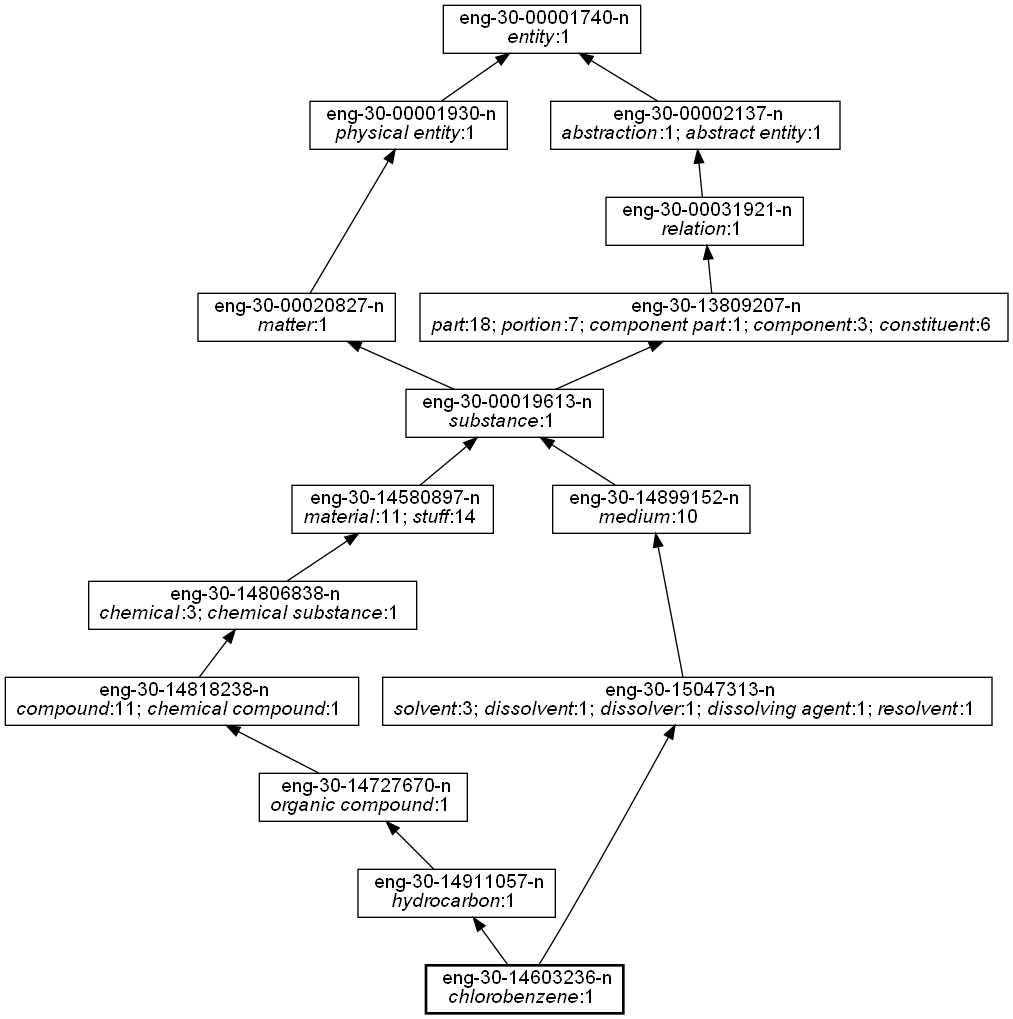 eng-30-00001740-n
entity:1
eng-30-00001930-n
physical entity:1
eng-30-00002137-n
abstraction:1; abstract entity:1
eng-30-00031921-n
relation:1
eng-30-00020827-n
matter:1
eng-30-13809207-n
part:18; portion:7; component part:1; component:3; constituent:6
eng-30-00019613-n
substance:1
eng-30-14580897-n
material:11; stuff:14
eng-30-14899152-n
medium:10
eng-30-14806838-n
chemical:3; chemical substance:1
eng-30-14818238-n
compound:11; chemical compound:1
eng-30-15047313-n
solvent:3; dissolvent:1; dissolver:1; dissolving agent:1; resolvent:1
eng-30-14727670-n
organic compound:1
eng-30-14911057-n
hydrocarbon:1
eng-30-14603236-n
chlorobenzene:1